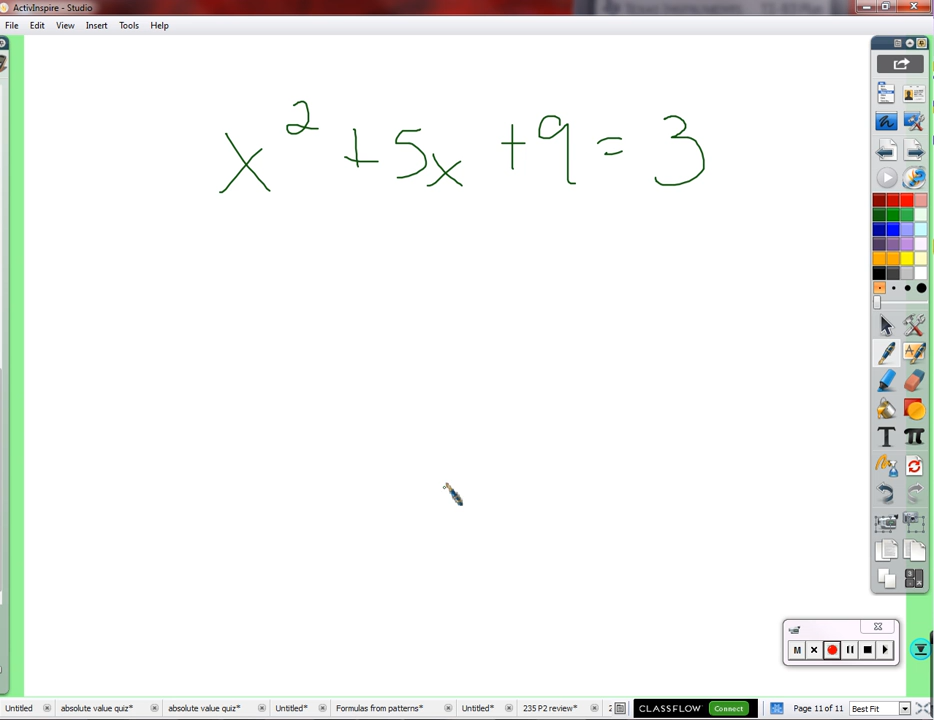 ActivInspire - Studio
File Edit View Insert Tools Help
x² + 5x + 9 = 3
M
Untitled absolute value quiz* absolute value quiz* Untitled* Formulas from patterns* Untitled* 235 P2 review* 2 CLASSFLOW Connect Page 11 of 11 Best Fit